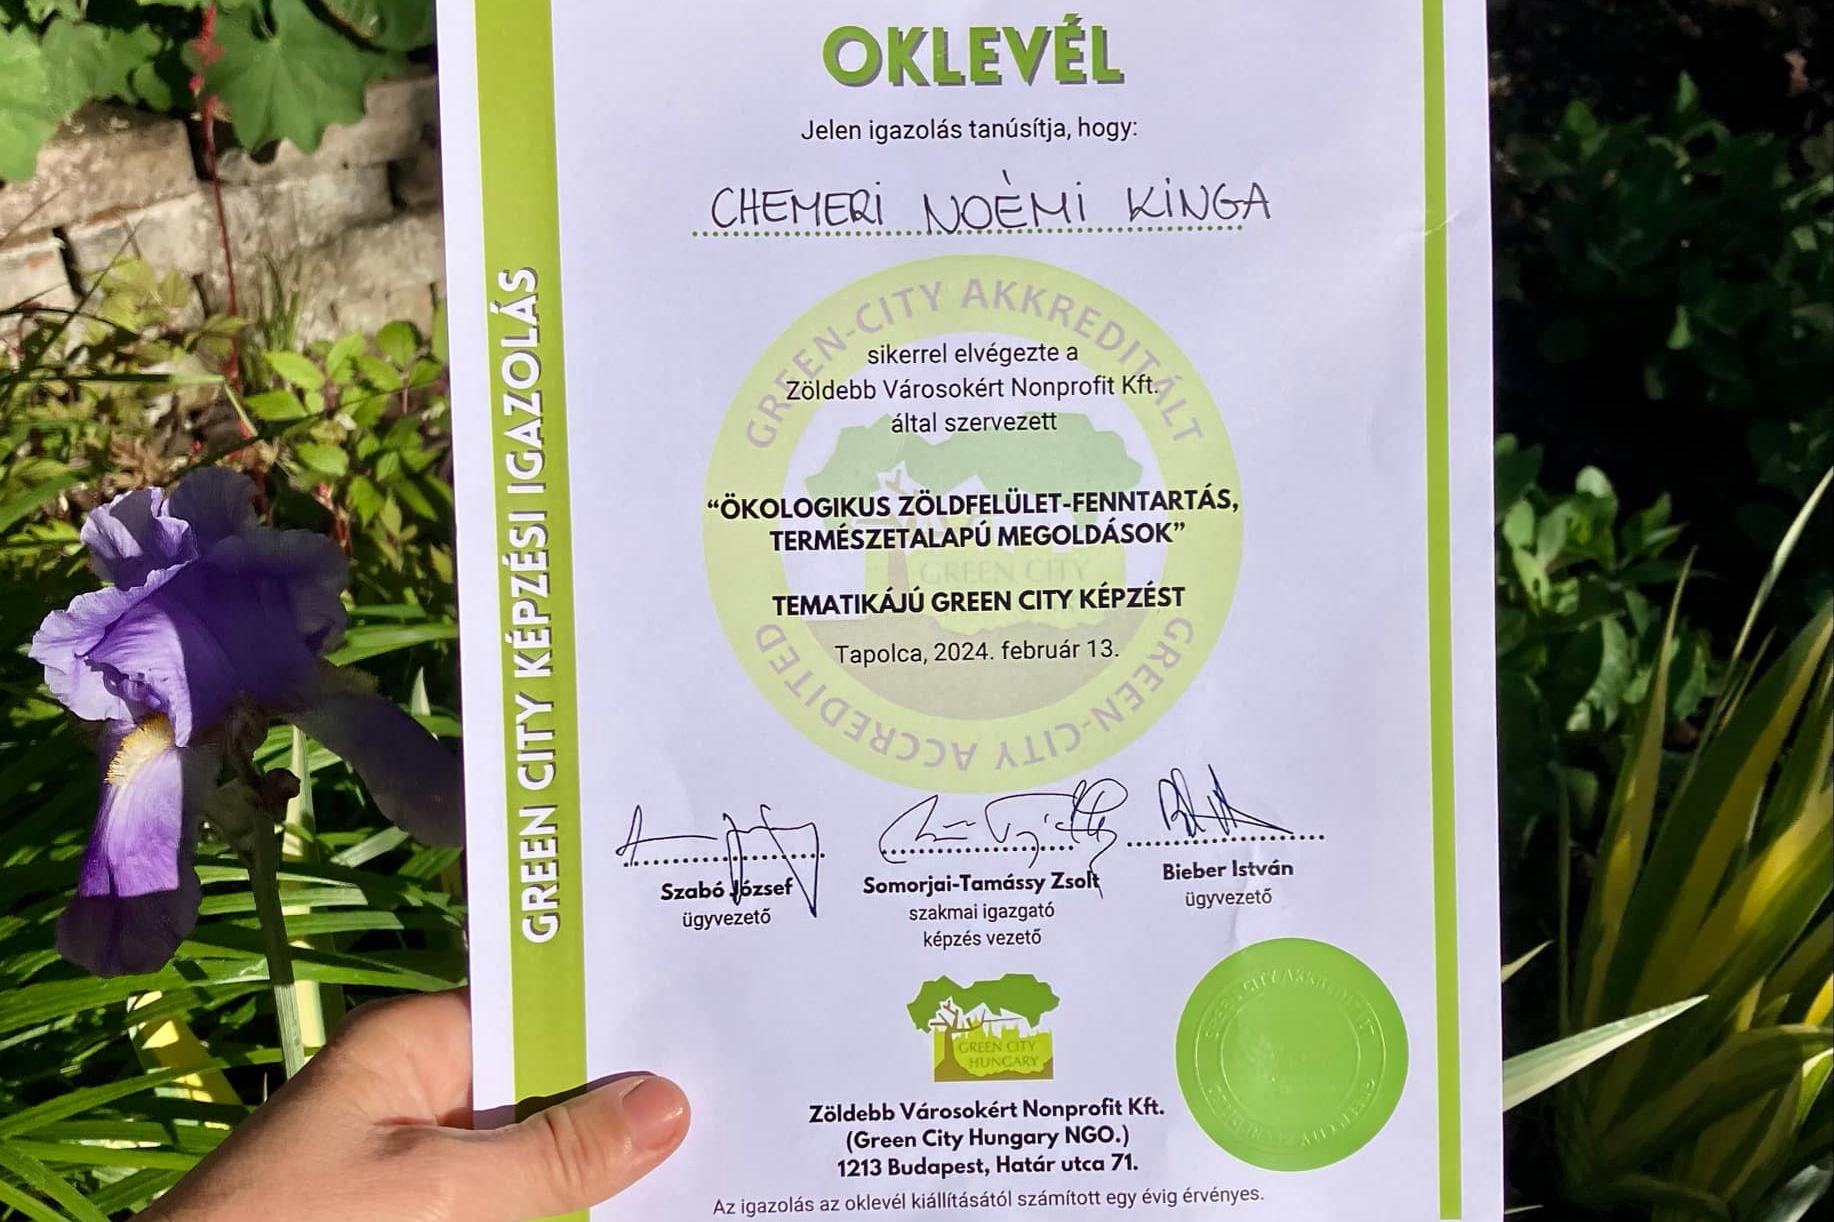 OKLEVÉL
Jelen igazolás tanúsítja, hogy:
CHEMERI NOÉMI KINGA
GREEN CITY KÉPZÉSI IGAZOLÁS
GREEN-CITY AKKREDITÁLT
sikerrel elvégezte a
Zöldebb Városokért Nonprofit Kft.
által szervezett
“ÖKOLOGIKUS ZÖLDFELÜLET-FENNTARTÁS,
TERMÉSZETALAPÚ MEGOLDÁSOK”
GREEN CITY
TEMATIKÁJÚ GREEN CITY KÉPZÉST
Tapolca, 2024. február 13.
GREEN-CITY ACCREDITED
Szabó József
ügyvezető
Somorjai-Tamássy Zsolt
szakmai igazgató
képzés vezető
Bieber István
ügyvezető
GREEN CITY
HUNGARY
Zöldebb Városokért Nonprofit Kft.
(Green City Hungary NGO.)
1213 Budapest, Határ utca 71.
Az igazolás az oklevél kiállításától számított egy évig érvényes.